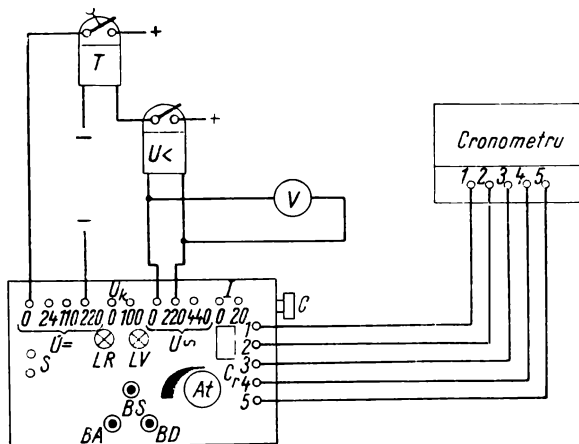 +
T
U<
+
V
Cronometru
1 2 3 4 5
U k I
0 24 110 220 0 100 0 220 440 0 20
U= U~
C
S
LR LV
1
2
3
Cr 4
5
At
BS
BA BD